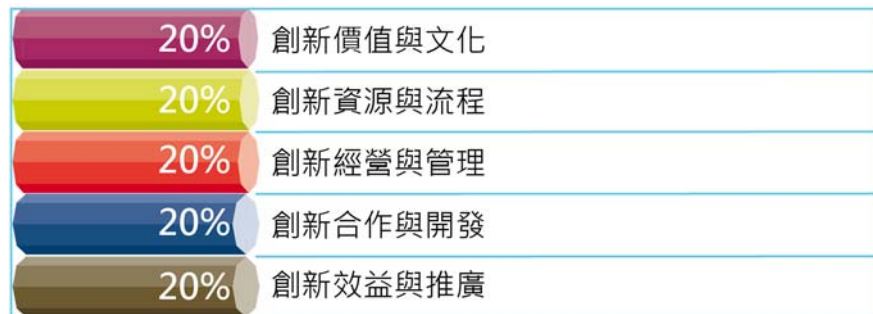 20% 創新價值與文化
20% 創新資源與流程
20% 創新經營與管理
20% 創新合作與開發
20% 創新效益與推廣